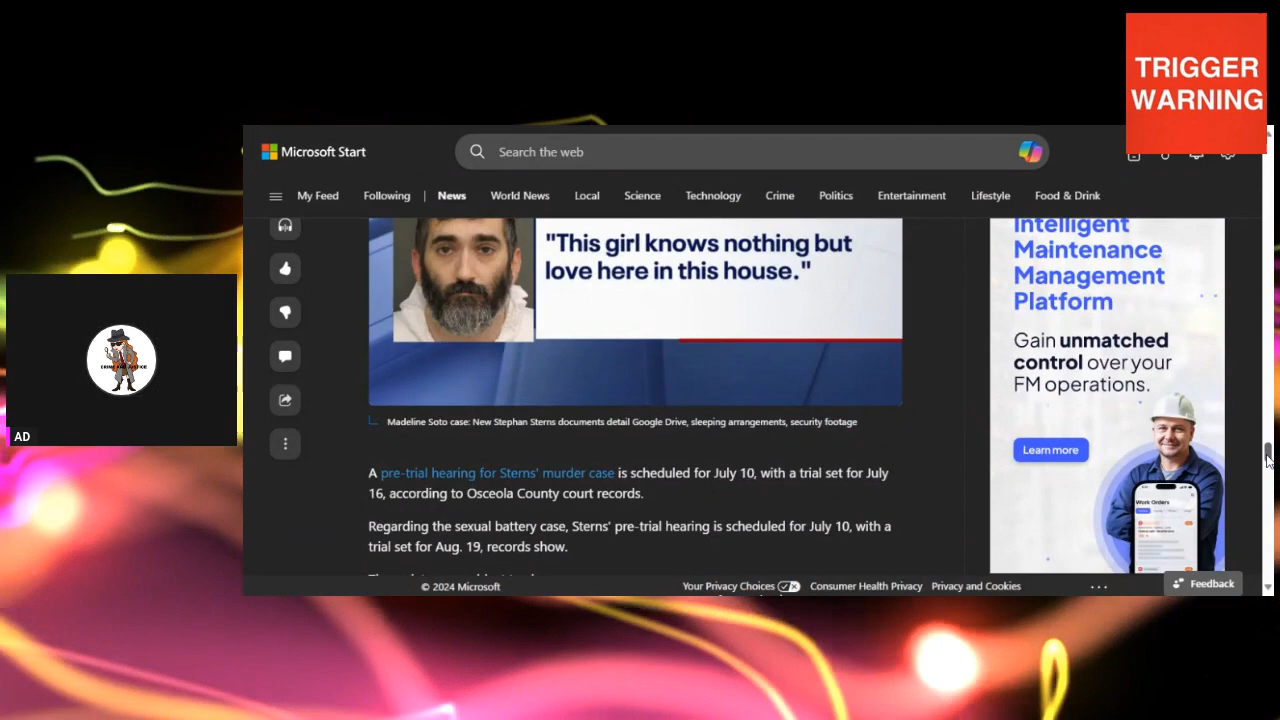 TRIGGER
WARNING
Microsoft Start
Search the web
My Feed
Following
News
World News
Local
Science
Technology
Crime
Politics
Entertainment
Lifestyle
Food & Drink
"This girl knows nothing but
love here in this house."
Madeline Soto case: New Stephan Sterns documents detail Google Drive, sleeping arrangements, security footage
A pre-trial hearing for Sterns' murder case is scheduled for July 10, with a trial set for July
16, according to Osceola County court records.
Regarding the sexual battery case, Sterns' pre-trial hearing is scheduled for July 10, with a
trial set for Aug. 19, records show.
Intelligent
Maintenance
Management
Platform
Gain unmatched
control over your
FM operations.
Learn more
Work Orders
CRIME AND JUSTICE
AD
© 2024 Microsoft
Your Privacy Choices
Consumer Health Privacy
Privacy and Cookies
Feedback